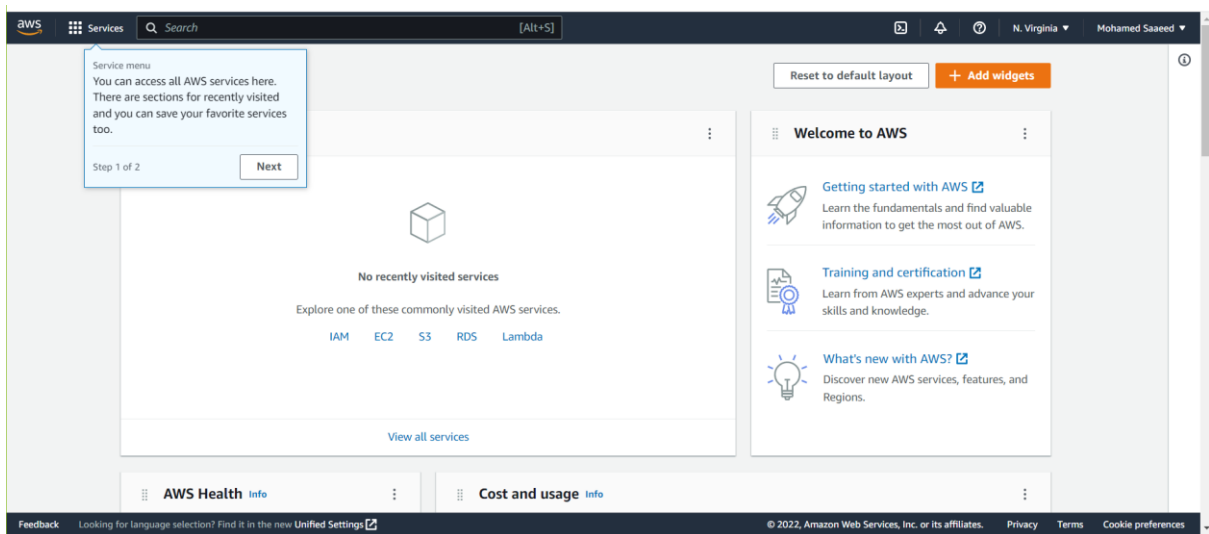 aws
Services
Search
[Alt+S]
N. Virginia
Mohamed Saaeed
Service menu
You can access all AWS services here.
There are sections for recently visited
and you can save your favorite services
too.
Step 1 of 2
Next
Reset to default layout
+ Add widgets
No recently visited services
Explore one of these commonly visited AWS services.
IAM EC2 S3 RDS Lambda
View all services
Welcome to AWS
Getting started with AWS
Learn the fundamentals and find valuable
information to get the most out of AWS.
Training and certification
Learn from AWS experts and advance your
skills and knowledge.
What's new with AWS?
Discover new AWS services, features, and
Regions.
AWS Health Info
Cost and usage Info
Feedback
Looking for language selection? Find it in the new Unified Settings
© 2022, Amazon Web Services, Inc. or its affiliates.
Privacy
Terms
Cookie preferences